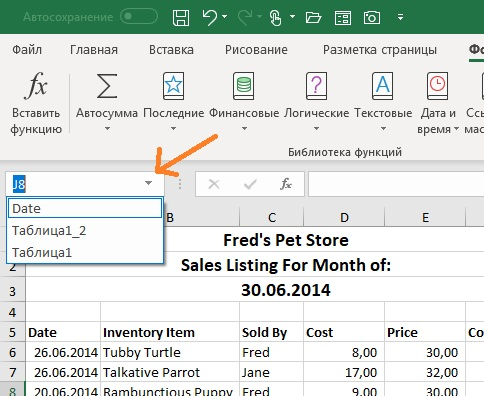 Автосохранение
Файл Главная Вставка Рисование Разметка страницы Фо
fx
Вставить функцию
Автосумма Последние Финансовые Логические Текстовые Дата и время Ссы мас
Библиотека функций
J8 fx
Date
Таблица1_2
Таблица1
B C D E
Fred's Pet Store
2 Sales Listing For Month of:
3 30.06.2014
4
5 Date Inventory Item Sold By Cost Price Co
6 26.06.2014 Tubby Turtle Fred 8,00 30,00
7 26.06.2014 Talkative Parrot Jane 17,00 32,00
8 20.06.2014 Rambunctious Puppy Fred 9,00 30,00